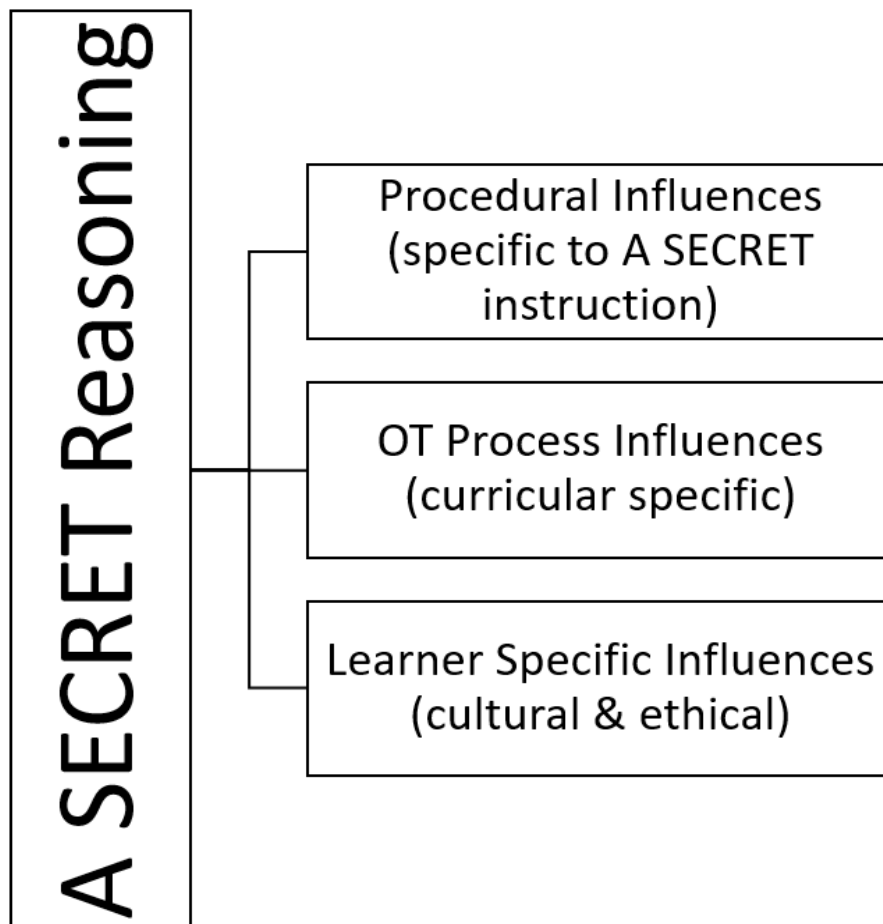 A SECRET Reasoning
Procedural Influences
(specific to A SECRET
instruction)
OT Process Influences
(curricular specific)
Learner Specific Influences
(cultural & ethical)